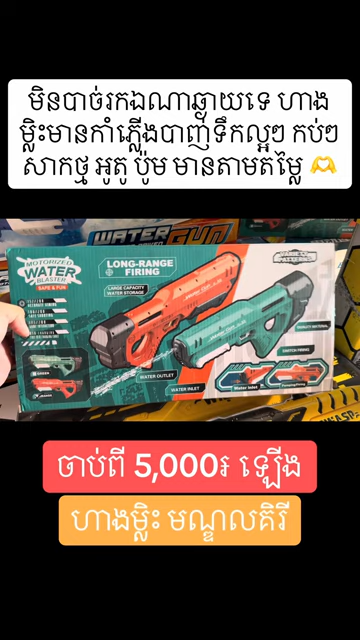 មិនបាច់រកឯណាឆ្ងាយទេ ហាង
ម្លិះមានកាំភ្លើងបាញ់ទឹកល្អៗ កប់ៗ
សាកថ្ម អូតូ ប៉ូម មានតាមតម្លៃ 🫶
WATER GUN
MOTORIZED
WATER
BLASTER
SAFE & FUN
LONG-RANGE
FIRING
LARGE CAPACITY
WATER STORAGE
WATER OUTLET
WATER INLET
Water Inlet
ចាប់ពី 5,000៛ ឡើង
ហាងម្លិះ មណ្ឌលគិរី